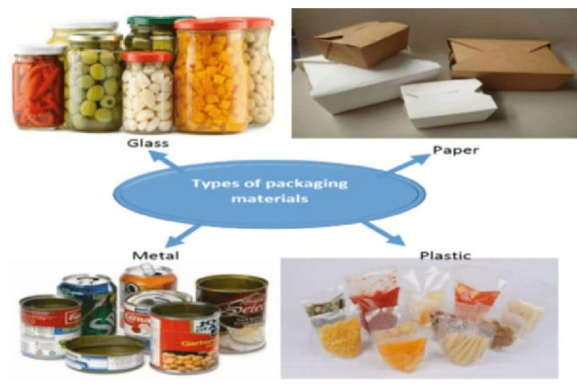 Glass
Paper
Types of packaging
materials
Metal
Plastic